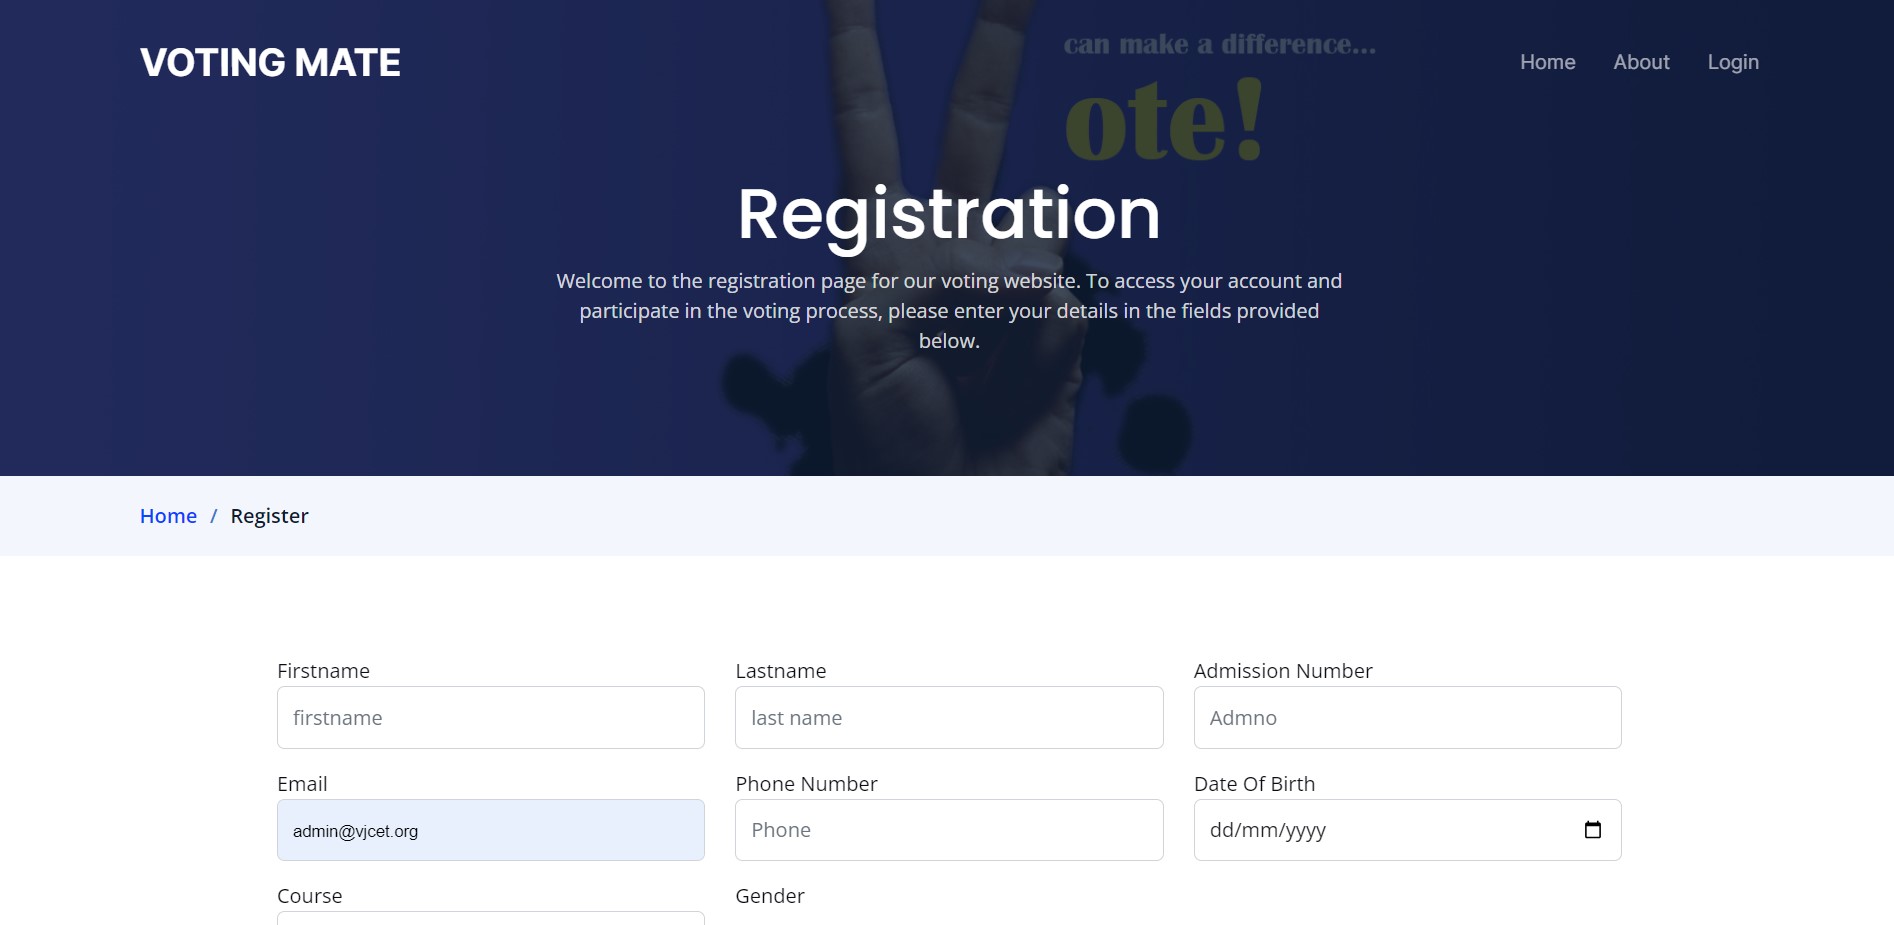 can make a difference...
VOTING MATE
Home About Login
ote!
Registration
Welcome to the registration page for our voting website. To access your account and
participate in the voting process, please enter your details in the fields provided
below.
Home / Register
Firstname Lastname Admission Number
firstname last name Admno
Email Phone Number Date Of Birth
admin@vjcet.org Phone dd/mm/yyyy
Course Gender